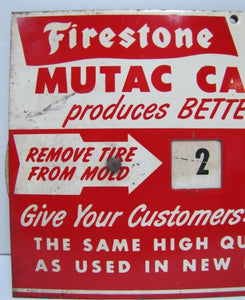 Firestone
MUTAC CA
produces BETTE
REMOVE TIRE
FROM MOLD
2
Give Your Customers
THE SAME HIGH QU
AS USED IN NEW